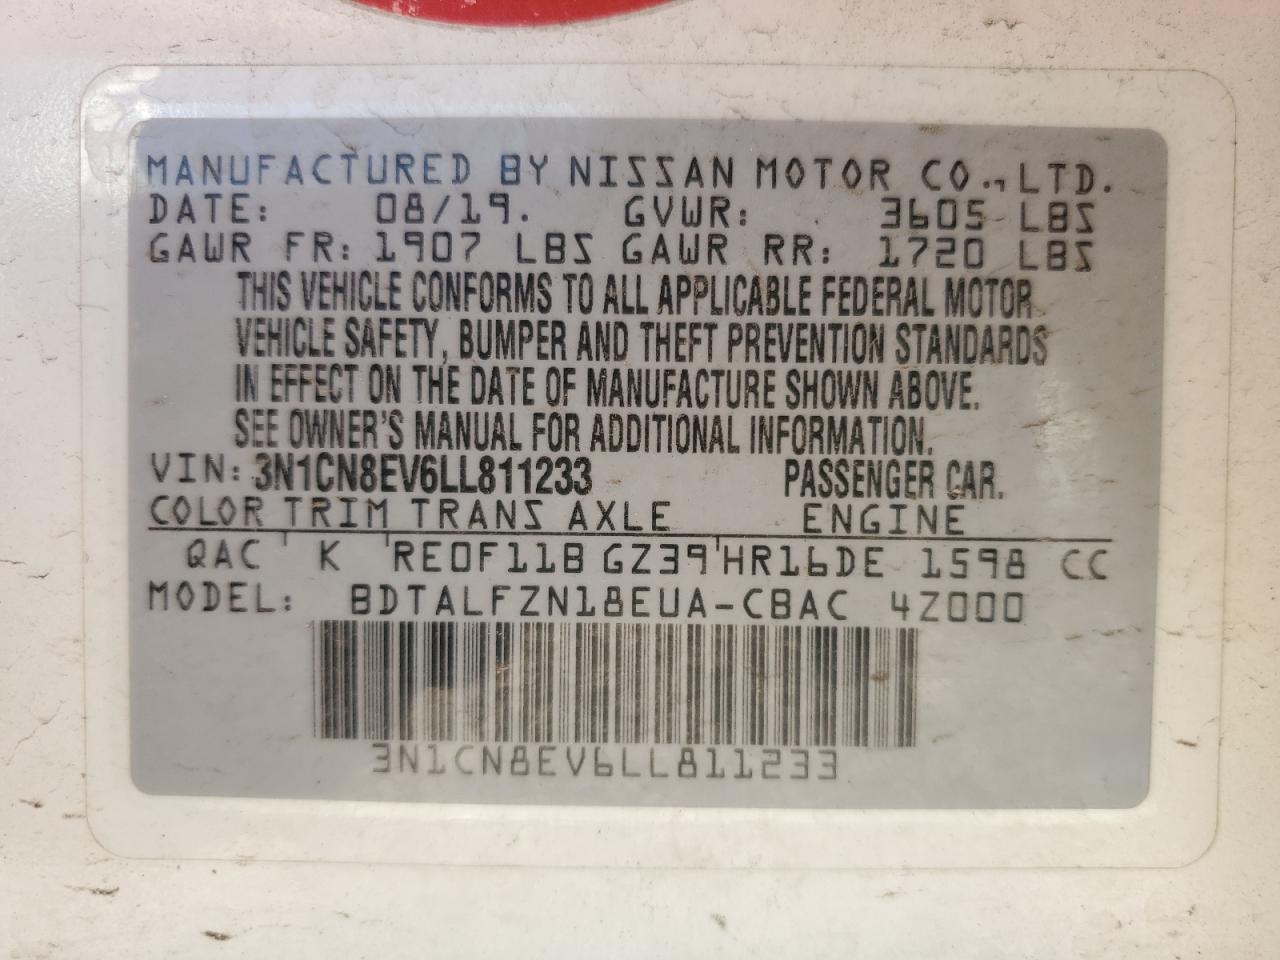 MANUFACTURED BY NISSAN MOTOR CO., LTD.
DATE: 08/19. GVWR: 3605 LBS
GAWR FR: 1907 LBS GAWR RR: 1720 LBS
THIS VEHICLE CONFORMS TO ALL APPLICABLE FEDERAL MOTOR
VEHICLE SAFETY, BUMPER AND THEFT PREVENTION STANDARDS
IN EFFECT ON THE DATE OF MANUFACTURE SHOWN ABOVE.
SEE OWNER'S MANUAL FOR ADDITIONAL INFORMATION.
VIN: 3N1CN8EV6LL811233 PASSENGER CAR.
COLOR TRIM TRANS AXLE ENGINE
QAC K RE0F11B GZ39 HR16DE 1598 CC
MODEL: BDTALFZN18EUA-CBAC 4Z000
3N1CN8EV6LL811233